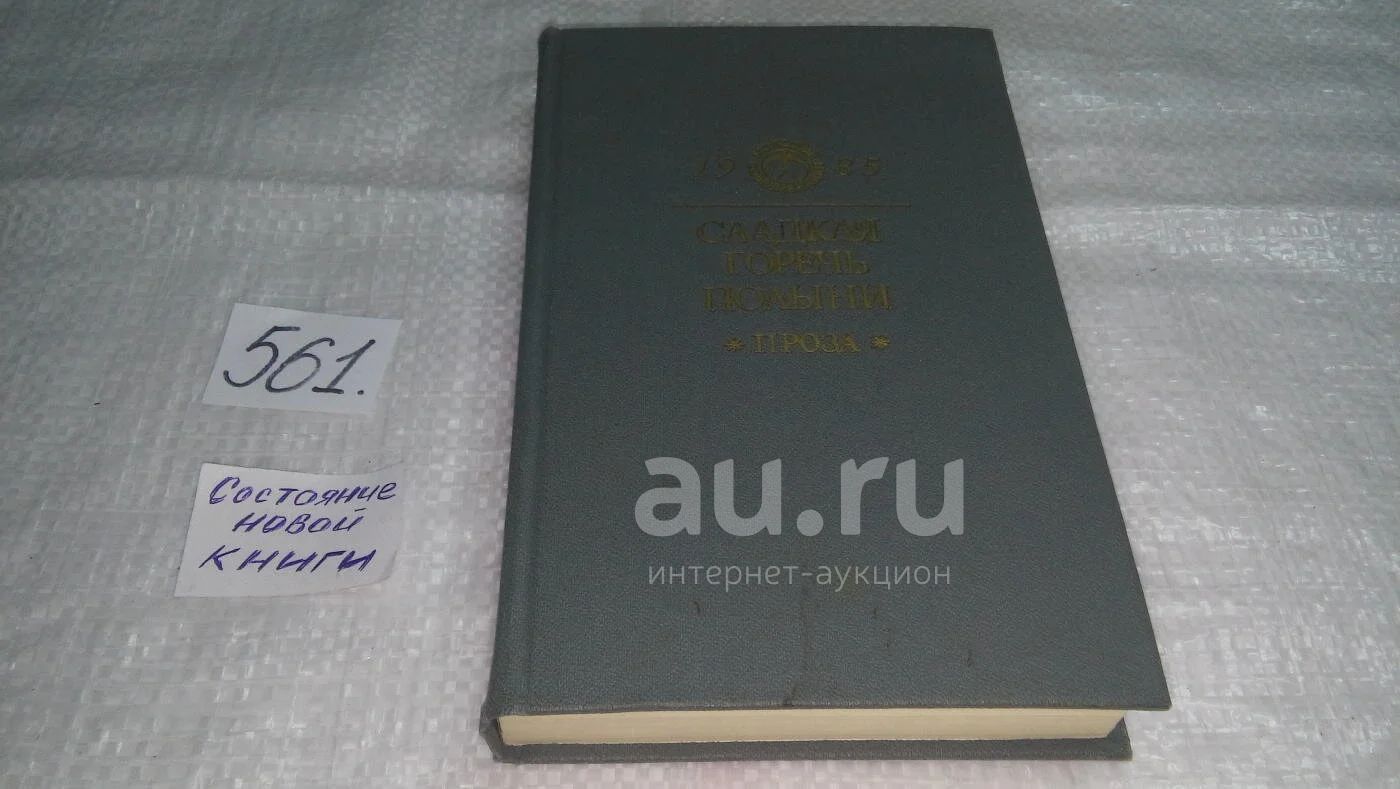 1985
СЛАДКАЯ
ГОРЕЧЬ
ПОЛЫНИ
* ПРОЗА *
561.
Состояние
новой
книги
au.ru
интернет-аукцион